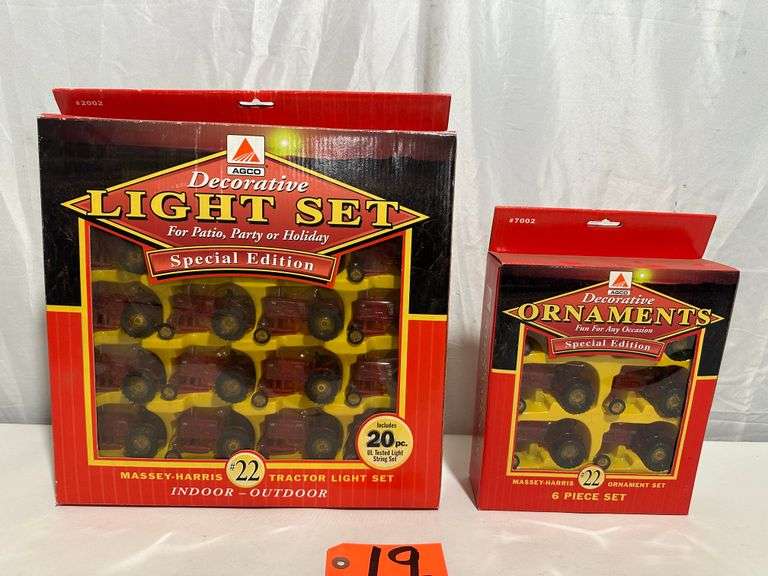 #2002
AGCO
Decorative
LIGHT SET
For Patio, Party or Holiday
Special Edition
Includes
20 pc.
UL Tested Light
String Set
MASSEY-HARRIS #22 TRACTOR LIGHT SET
INDOOR – OUTDOOR
#7002
AGCO
Decorative
ORNAMENTS
Fun For Any Occasion
Special Edition
MASSEY-HARRIS #22 ORNAMENT SET
6 PIECE SET
19